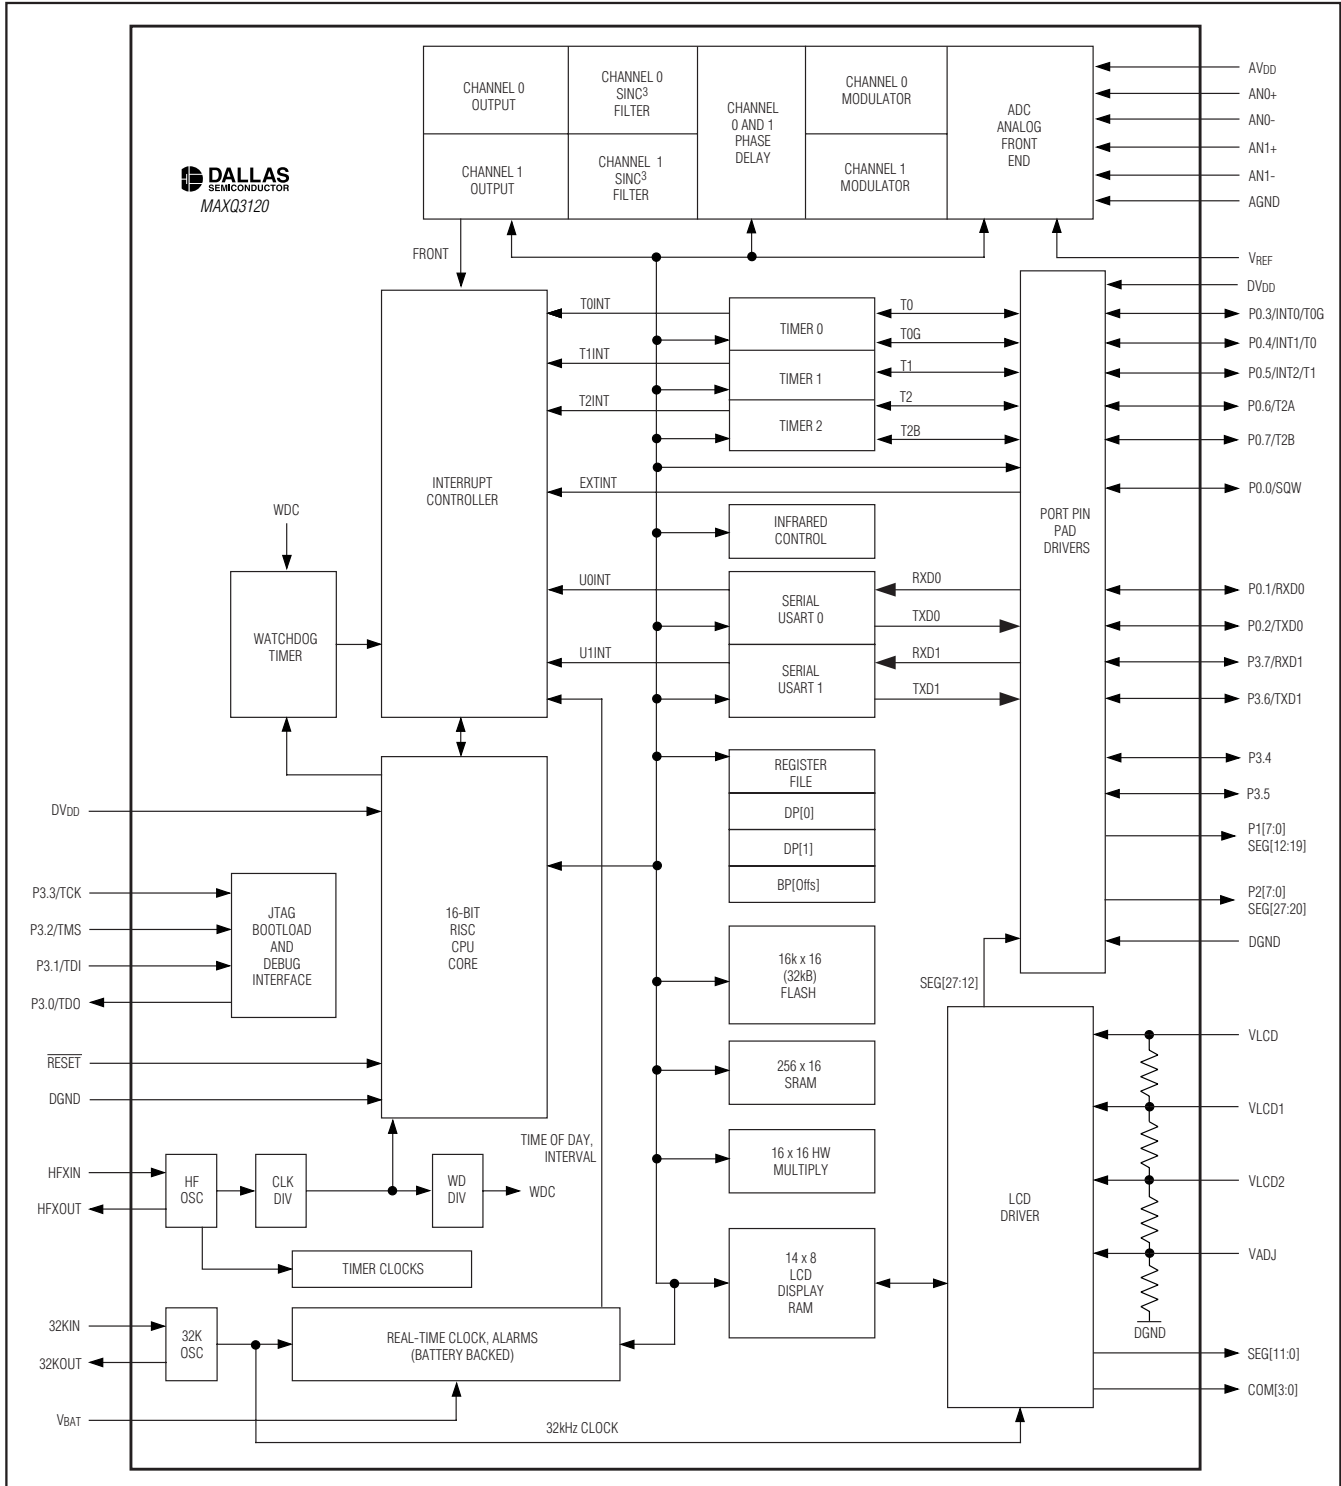 CHANNEL 0
OUTPUT
CHANNEL 0
SINC3
FILTER
CHANNEL
0 AND 1
PHASE
DELAY
CHANNEL 0
MODULATOR
ADC
ANALOG
FRONT
END
CHANNEL 1
OUTPUT
CHANNEL 1
SINC3
FILTER
CHANNEL 1
MODULATOR
AVDD
AN0+
AN0-
AN1+
AN1-
AGND
VREF
DVDD
DALLAS
SEMICONDUCTOR
MAXQ3120
FRONT
INTERRUPT
CONTROLLER
T0INT
T1INT
T2INT
EXTINT
U0INT
U1INT
TIMER 0
TIMER 1
TIMER 2
T0
T0G
T1
T2
T2B
INFRARED
CONTROL
SERIAL
USART 0
SERIAL
USART 1
RXD0
TXD0
RXD1
TXD1
PORT PIN
PAD
DRIVERS
P0.3/INT0/T0G
P0.4/INT1/T0
P0.5/INT2/T1
P0.6/T2A
P0.7/T2B
P0.0/SQW
P0.1/RXD0
P0.2/TXD0
P3.7/RXD1
P3.6/TXD1
P3.4
P3.5
P1[7:0]
SEG[12:19]
P2[7:0]
SEG[27:20]
DGND
WDC
WATCHDOG
TIMER
DVDD
P3.3/TCK
P3.2/TMS
P3.1/TDI
P3.0/TDO
JTAG
BOOTLOAD
AND
DEBUG
INTERFACE
RESET
DGND
16-BIT
RISC
CPU
CORE
REGISTER
FILE
DP[0]
DP[1]
BP[Offs]
16k x 16
(32kB)
FLASH
256 x 16
SRAM
16 x 16 HW
MULTIPLY
14 x 8
LCD
DISPLAY
RAM
SEG[27:12]
LCD
DRIVER
VLCD
VLCD1
VLCD2
VADJ
DGND
SEG[11:0]
COM[3:0]
TIME OF DAY,
INTERVAL
HFXIN
HFXOUT
HF
OSC
CLK
DIV
WD
DIV
WDC
TIMER CLOCKS
32KIN
32KOUT
32K
OSC
REAL-TIME CLOCK, ALARMS
(BATTERY BACKED)
VBAT
32kHz CLOCK